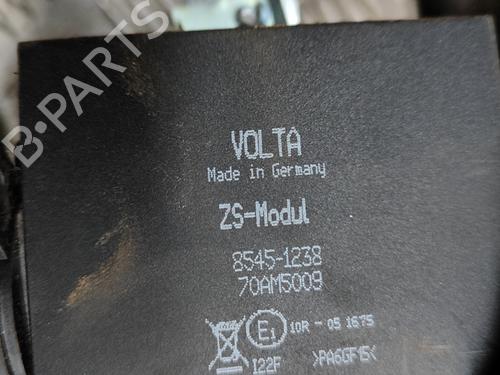 B-PARTS
VOLTA
Made in Germany
ZS-Modul
8545-1238
70AM5009
E1 10R - 05 1675
122F >PA6GF15<